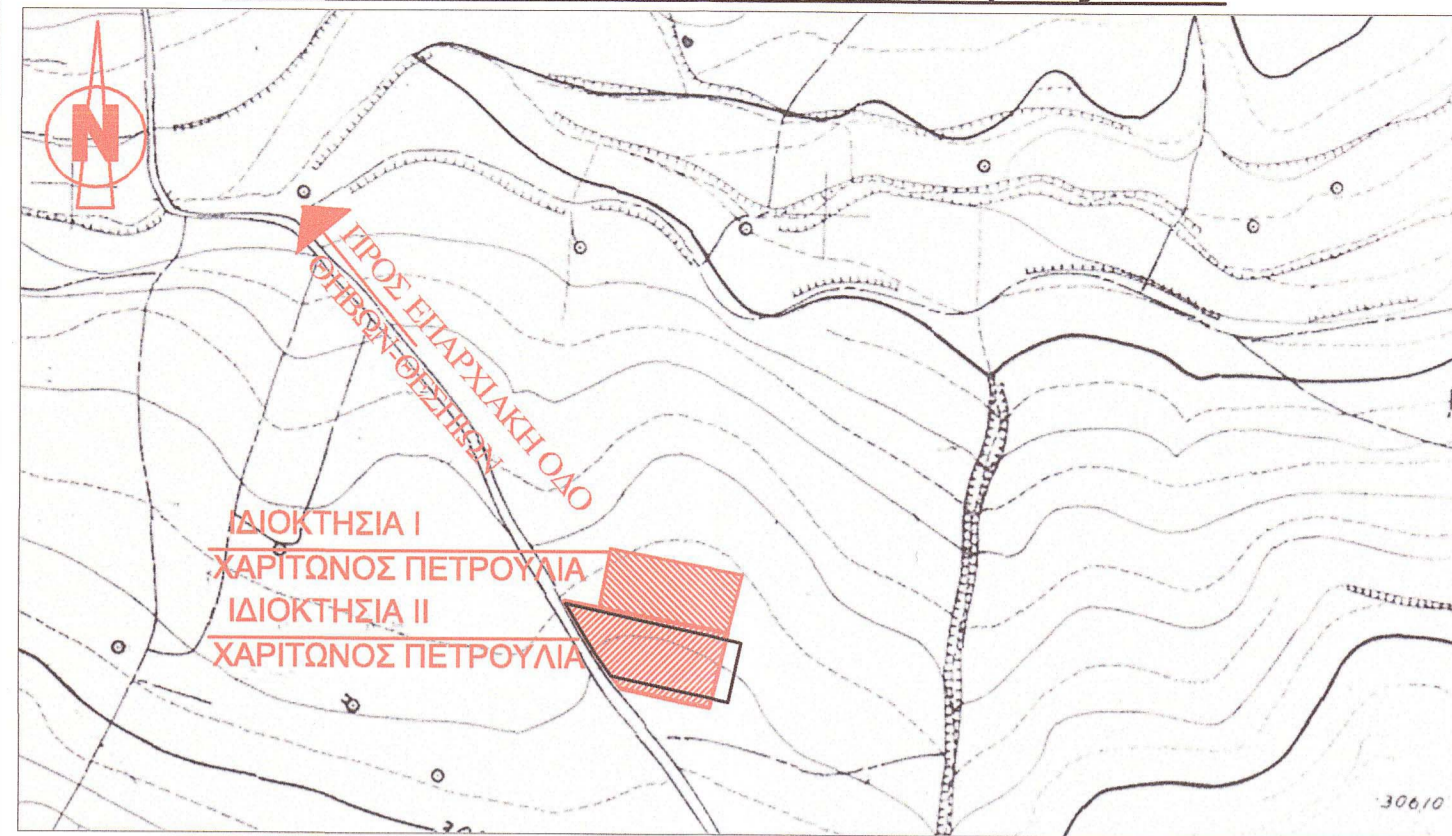 N
ΠΡΟΣ ΕΠΑΡΧΙΑΚΗ ΟΔΟ
ΘΗΒΩΝ-ΘΕΣΠΙΩΝ
ΙΔΙΟΚΤΗΣΙΑ Ι
ΧΑΡΙΤΩΝΟΣ ΠΕΤΡΟΥΛΙΑ
ΙΔΙΟΚΤΗΣΙΑ ΙΙ
ΧΑΡΙΤΩΝΟΣ ΠΕΤΡΟΥΛΙΑ
30610